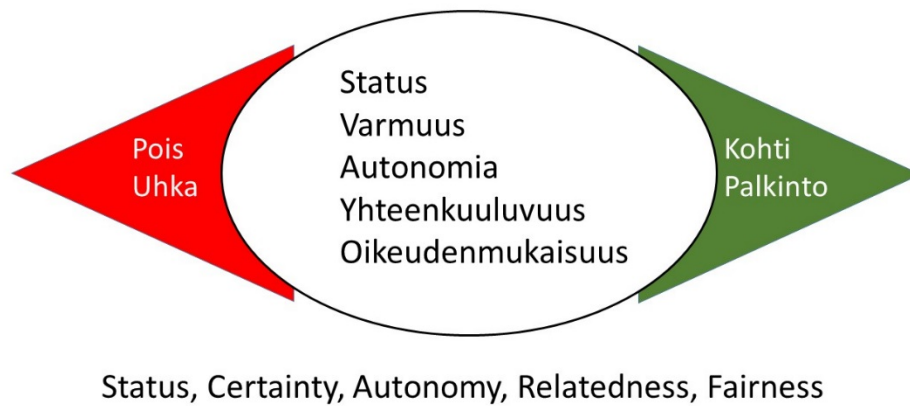 Pois
Uhka
Status
Varmuus
Autonomia
Yhteenkuuluvuus
Oikeudenmukaisuus
Kohti
Palkinto
Status, Certainty, Autonomy, Relatedness, Fairness